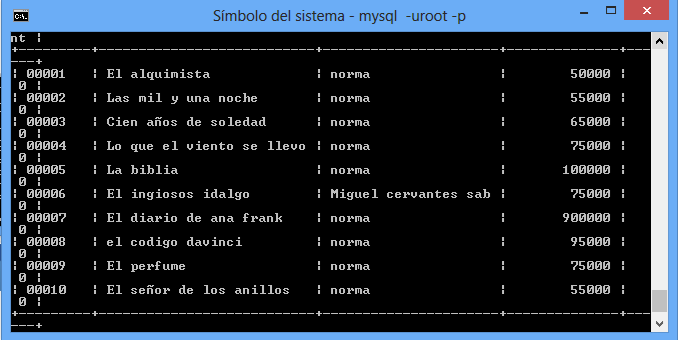 Símbolo del sistema - mysql -uroot -p
nt ¦
+---------+----------------------------+----------------------+--------------+---
---+
¦ 00001   ¦ El alquimista              ¦ norma                ¦        50000 ¦
 0 ¦
¦ 00002   ¦ Las mil y una noche        ¦ norma                ¦        55000 ¦
 0 ¦
¦ 00003   ¦ Cien años de soledad       ¦ norma                ¦        65000 ¦
 0 ¦
¦ 00004   ¦ Lo que el viento se llevo ¦ norma                ¦        75000 ¦
 0 ¦
¦ 00005   ¦ La biblia                  ¦ norma                ¦       100000 ¦
 0 ¦
¦ 00006   ¦ El ingiosos idalgo         ¦ Miguel cervantes sab ¦        75000 ¦
 0 ¦
¦ 00007   ¦ El diario de ana frank     ¦ norma                ¦       900000 ¦
 0 ¦
¦ 00008   ¦ el codigo davinci          ¦ norma                ¦        95000 ¦
 0 ¦
¦ 00009   ¦ El perfume                 ¦ norma                ¦        75000 ¦
 0 ¦
¦ 00010   ¦ El señor de los anillos    ¦ norma                ¦        55000 ¦
 0 ¦
+---------+----------------------------+----------------------+--------------+---
---+